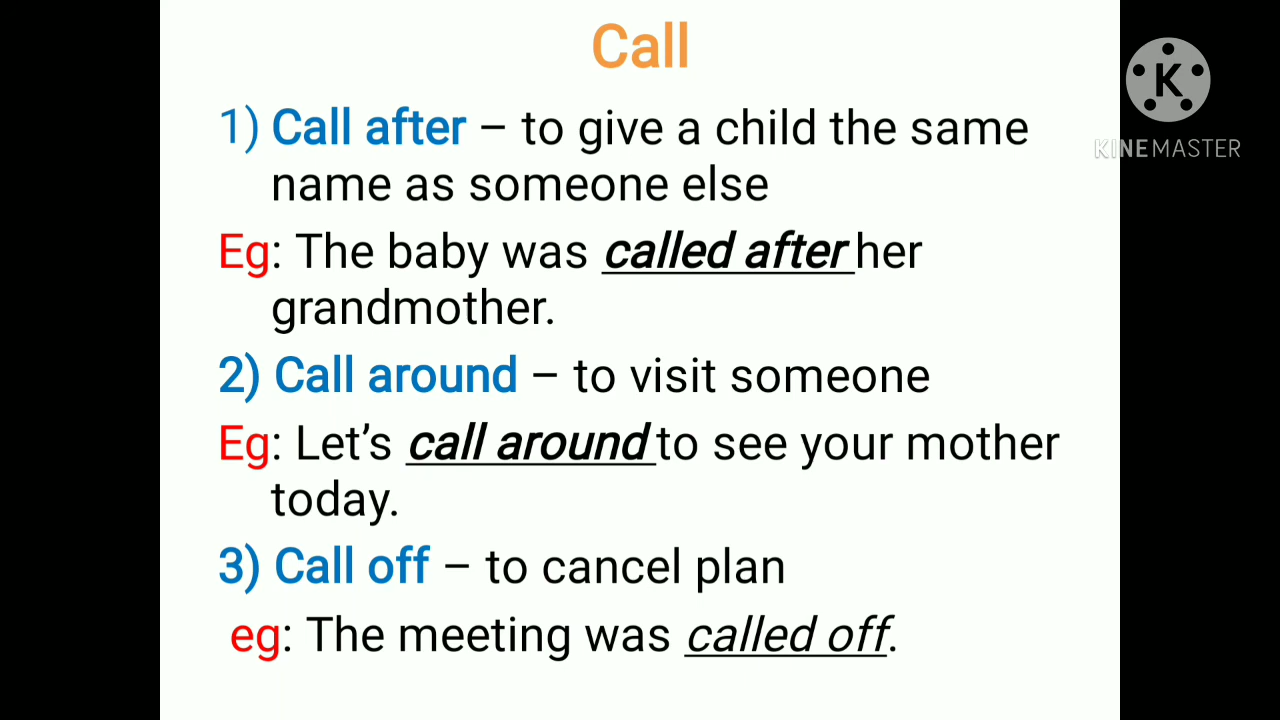 Call
1) Call after – to give a child the same
name as someone else
Eg: The baby was called after her
grandmother.
2) Call around – to visit someone
Eg: Let’s call around to see your mother
today.
3) Call off – to cancel plan
eg: The meeting was called off.
K
KINEMASTER